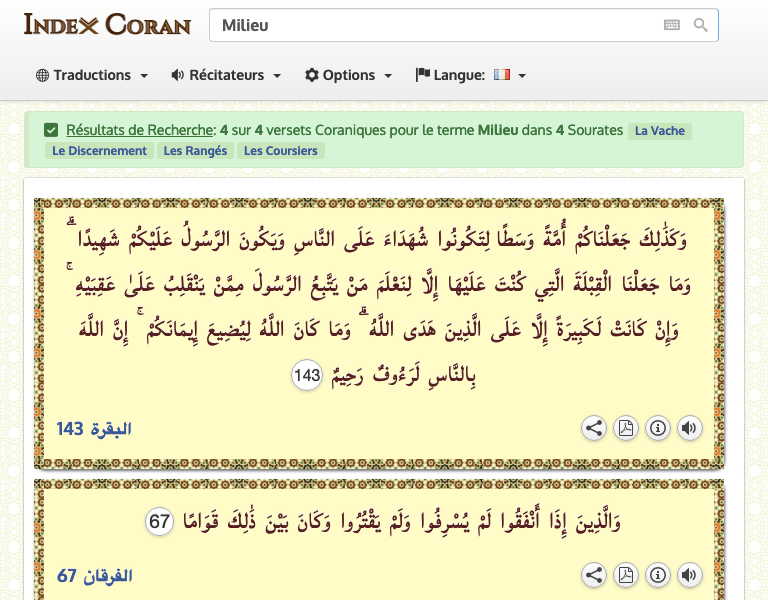 INDEX CORAN
Milieu
Traductions Récitateurs Options Langue:
Résultats de Recherche: 4 sur 4 versets Coraniques pour le terme Milieu dans 4 Sourates La Vache
Le Discernement Les Rangés Les Coursiers
وَكَذَٰلِكَ جَعَلْنَاكُمْ أُمَّةً وَسَطًا لِتَكُونُوا شُهَدَاءَ عَلَى النَّاسِ وَيَكُونَ الرَّسُولُ عَلَيْكُمْ شَهِيدًا ۗ
وَمَا جَعَلْنَا الْقِبْلَةَ الَّتِي كُنْتَ عَلَيْهَا إِلَّا لِنَعْلَمَ مَنْ يَتَّبِعُ الرَّسُولَ مِمَّنْ يَنْقَلِبُ عَلَىٰ عَقِبَيْهِ ۚ
وَإِنْ كَانَتْ لَكَبِيرَةً إِلَّا عَلَى الَّذِينَ هَدَى اللَّهُ ۗ وَمَا كَانَ اللَّهُ لِيُضِيعَ إِيمَانَكُمْ ۚ إِنَّ اللَّهَ
بِالنَّاسِ لَرَءُوفٌ رَحِيمٌ 143
البقرة 143
وَالَّذِينَ إِذَا أَنْفَقُوا لَمْ يُسْرِفُوا وَلَمْ يَقْتُرُوا وَكَانَ بَيْنَ ذَٰلِكَ قَوَامًا 67
الفرقان 67